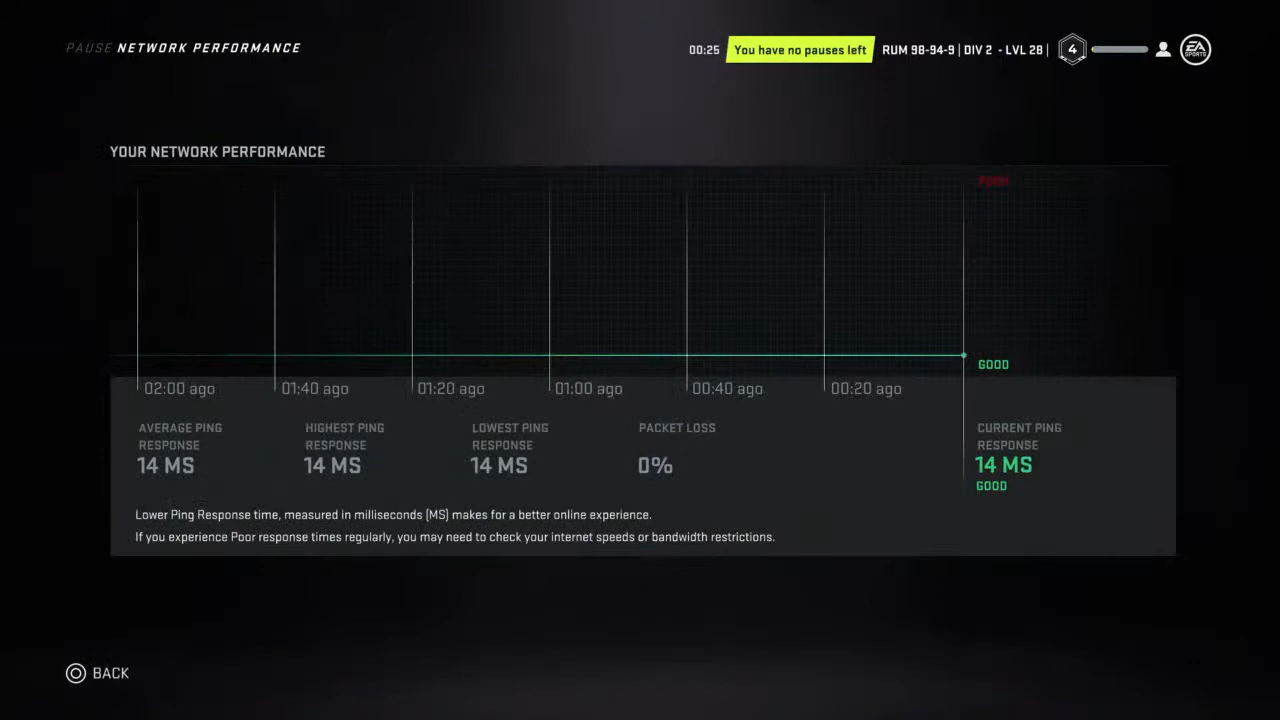 PAUSE NETWORK PERFORMANCE
00:25 You have no pauses left RUM 98-94-9 | DIV 2 - LVL 28 | 4 EA SPORTS
YOUR NETWORK PERFORMANCE
POOR
GOOD
02:00 ago 01:40 ago 01:20 ago 01:00 ago 00:40 ago 00:20 ago
AVERAGE PING RESPONSE
14 MS
HIGHEST PING RESPONSE
14 MS
LOWEST PING RESPONSE
14 MS
PACKET LOSS
0%
CURRENT PING RESPONSE
14 MS
GOOD
Lower Ping Response time, measured in milliseconds (MS) makes for a better online experience.
If you experience Poor response times regularly, you may need to check your internet speeds or bandwidth restrictions.
BACK